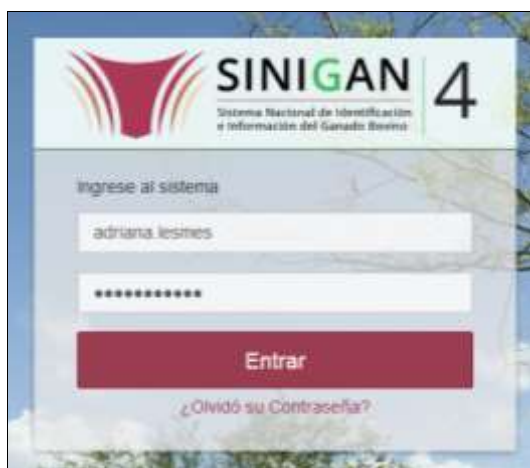 SINIGAN 4
Sistema Nacional de Identificación
e Información del Ganado Bovino
Ingrese al sistema
adriana.lesmes
•••••••••••
Entrar
¿Olvidó su Contraseña?